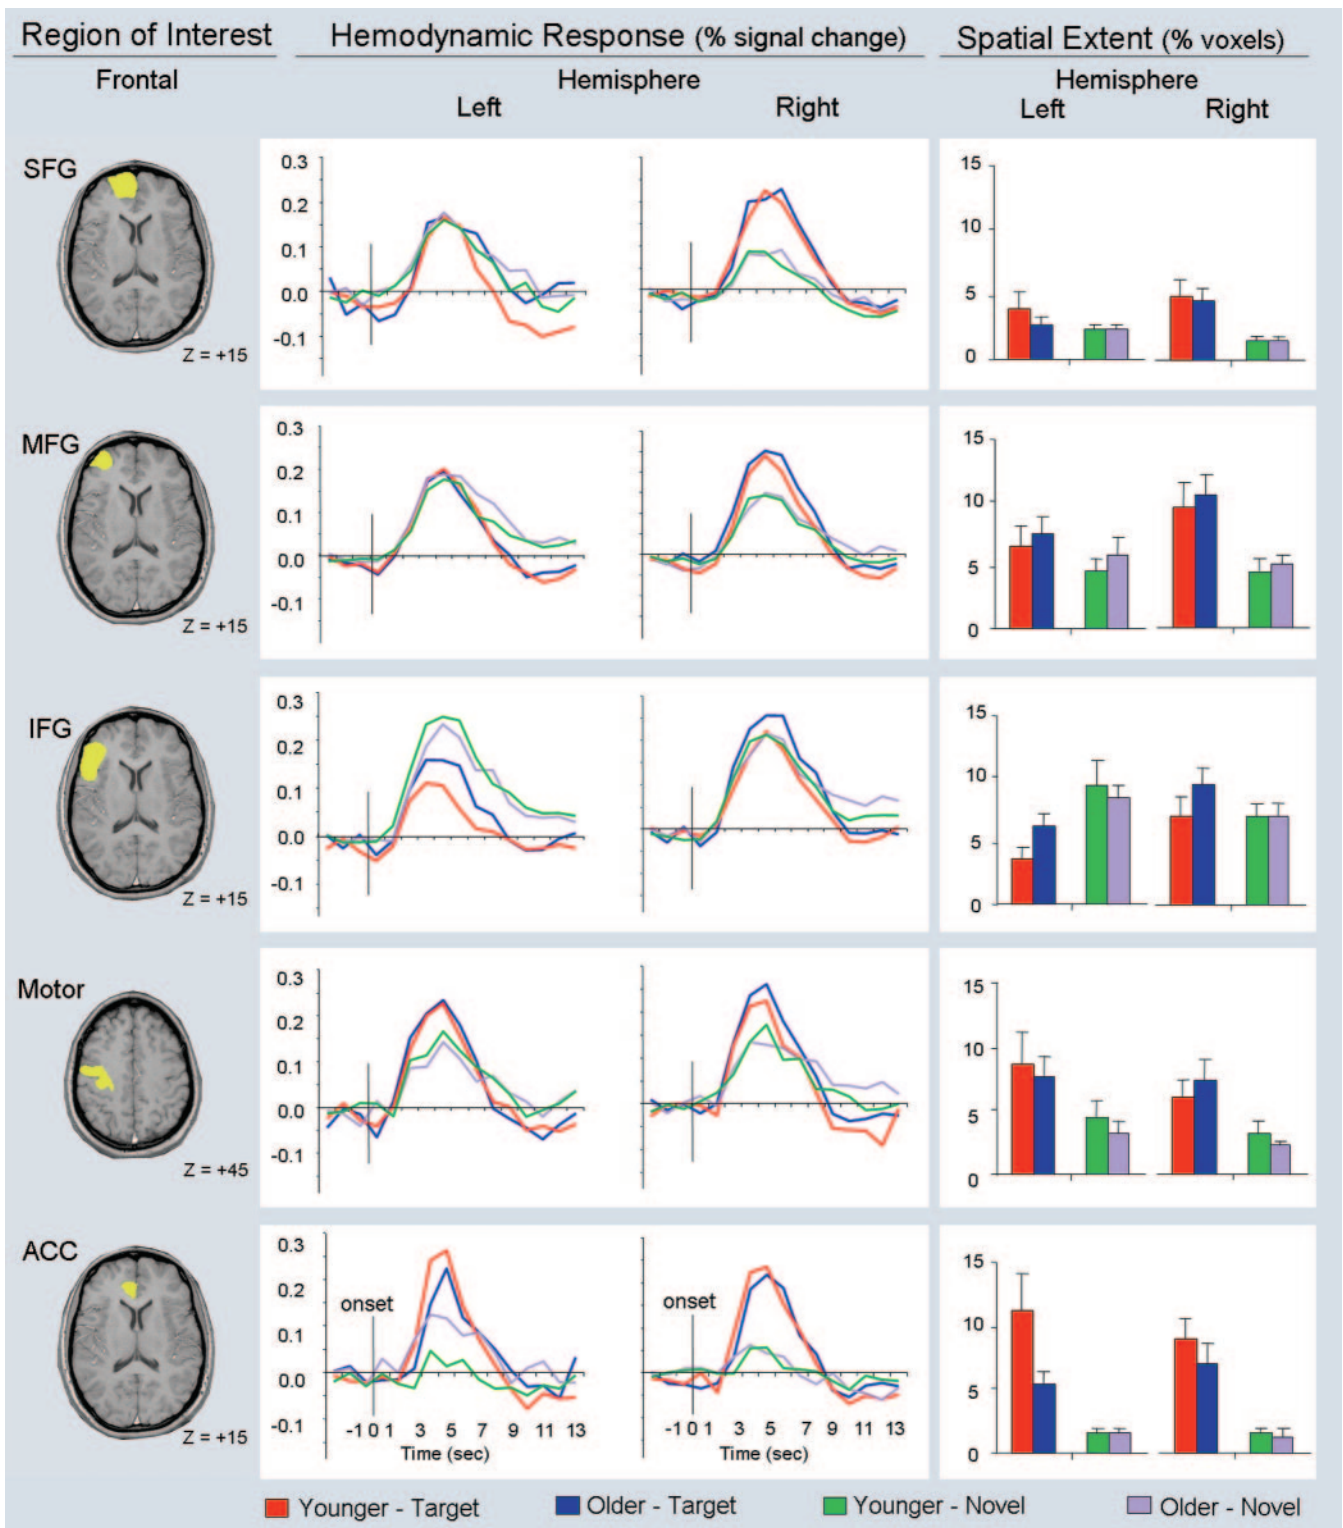 Region of Interest Hemodynamic Response (% signal change) Spatial Extent (% voxels)
Frontal Hemisphere Hemisphere
Left Right Left Right
SFG
0.3
0.2
0.1
0.0
-0.1
15
10
5
0
Z = +15
MFG
0.3
0.2
0.1
0.0
-0.1
15
10
5
0
Z = +15
IFG
0.3
0.2
0.1
0.0
-0.1
15
10
5
0
Z = +15
Motor
0.3
0.2
0.1
0.0
-0.1
15
10
5
0
Z = +45
ACC
0.3
0.2
0.1
0.0
-0.1
onset onset
15
10
5
0
Z = +15
-1 0 1 3 5 7 9 11 13 -1 0 1 3 5 7 9 11 13
Time (sec) Time (sec)
Younger - Target Older - Target Younger - Novel Older - Novel